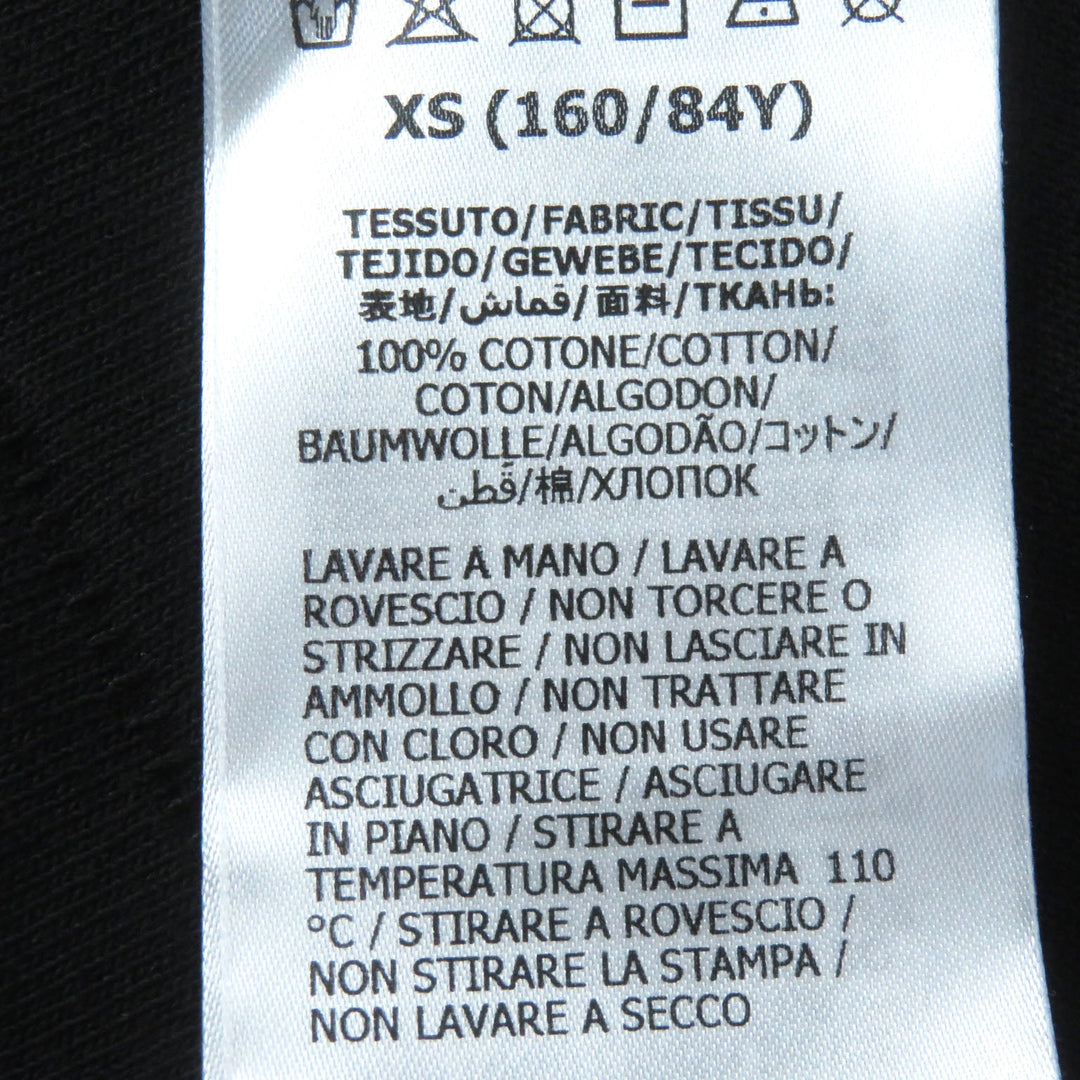 XS (160/84Y)
TESSUTO/FABRIC/TISSU/
TEJIDO/GEWEBE/TECIDO/
表地/قماش/面料/ТКАНЬ:
100% COTONE/COTTON/
COTON/ALGODON/
BAUMWOLLE/ALGODÃO/コットン/
قُطن/棉/ХЛОПОК
LAVARE A MANO / LAVARE A
ROVESCIO / NON TORCERE O
STRIZZARE / NON LASCIARE IN
AMMOLLO / NON TRATTARE
CON CLORO / NON USARE
ASCIUGATRICE / ASCIUGARE
IN PIANO / STIRARE A
TEMPERATURA MASSIMA 110
°C / STIRARE A ROVESCIO /
NON STIRARE LA STAMPA /
NON LAVARE A SECCO